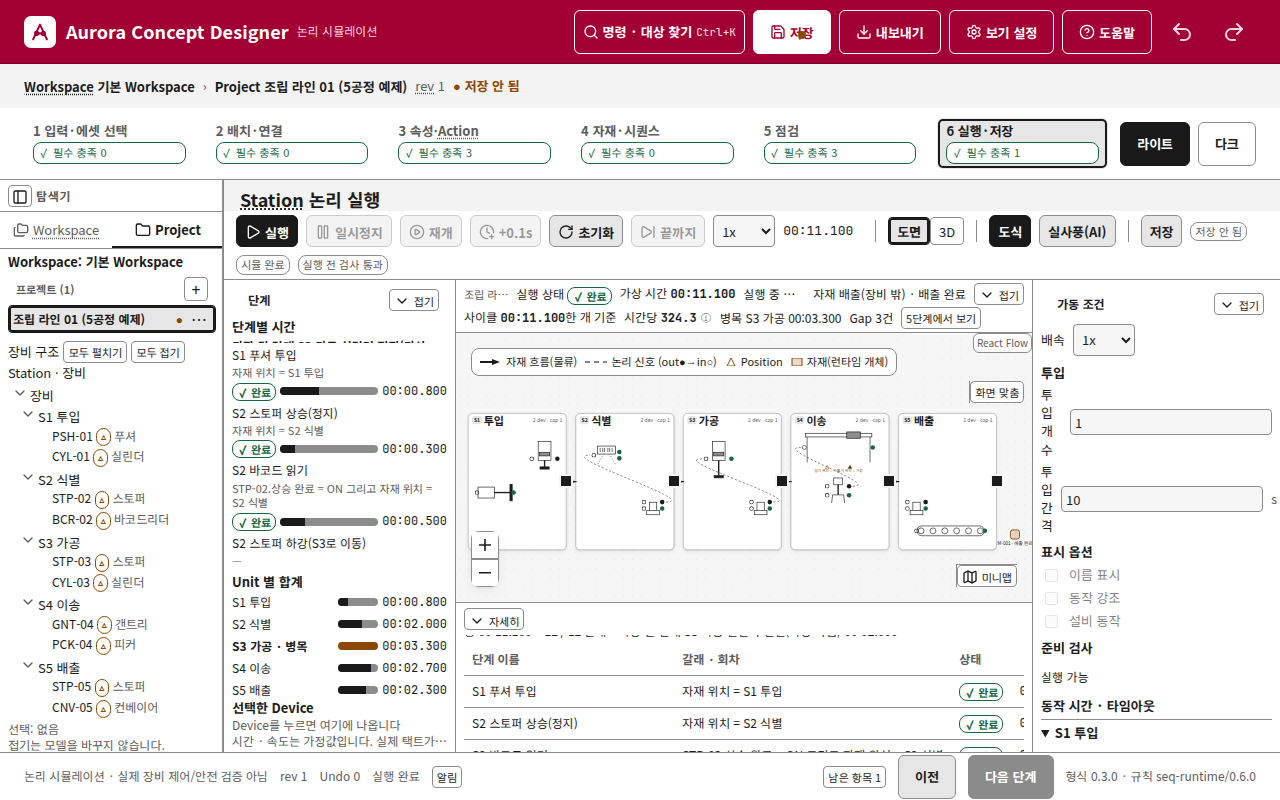 Aurora Concept Designer 논리 시뮬레이션
명령 · 대상 찾기 Ctrl+K
내보내기
보기 설정
도움말
Workspace 기본 Workspace › Project 조립 라인 01 (5공정 예제) rev 1 ● 저장 안 됨
1 입력·에셋 선택
✓ 필수 충족 0
2 배치·연결
✓ 필수 충족 0
3 속성·Action
✓ 필수 충족 3
4 자재·시퀀스
✓ 필수 충족 0
5 점검
✓ 필수 충족 3
6 실행·저장
✓ 필수 충족 1
라이트
다크
탐색기
Workspace
Project
Workspace: 기본 Workspace
프로젝트 (1)
+
조립 라인 01 (5공정 예제) ● ···
장비 구조 모두 펼치기 모두 접기
Station · 장비
장비
S1 투입
PSH-01 푸셔
CYL-01 실린더
S2 식별
STP-02 스토퍼
BCR-02 바코드리더
S3 가공
STP-03 스토퍼
CYL-03 실린더
S4 이송
GNT-04 갠트리
PCK-04 피커
S5 배출
STP-05 스토퍼
CNV-05 컨베이어
선택: 없음
접기는 모델을 바꾸지 않습니다.
Station 논리 실행
실행
일시정지
재개
+0.1s
초기화
끝까지
1x
00:11.100
도면
3D
도식
실사풍(AI)
저장
저장 안 됨
시뮬 완료
실행 전 검사 통과
단계
접기
단계별 시간
S1 푸셔 투입
자재 위치 = S1 투입
✓ 완료 00:00.800
S2 스토퍼 상승(정지)
자재 위치 = S2 식별
✓ 완료 00:00.300
S2 바코드 읽기
STP-02.상승 완료 = ON 그리고 자재 위치 =
S2 식별
✓ 완료 00:00.500
S2 스토퍼 하강(S3로 이동)
—
Unit 별 합계
S1 투입 00:00.800
S2 식별 00:02.000
S3 가공 · 병목 00:03.300
S4 이송 00:02.700
S5 배출 00:02.300
선택한 Device
Device를 누르면 여기에 나옵니다
시간 · 속도는 가정값입니다. 실제 택트가…
조립 라… 실행 상태 ✓ 완료 가상 시간 00:11.100 실행 중 ··· 자재 배출(장비 밖) · 배출 완료 접기
사이클 00:11.100한 개 기준 시간당 324.3 ⓘ 병목 S3 가공 00:03.300 Gap 3건 5단계에서 보기
React Flow
자재 흐름(물류) 논리 신호 (out●→in○) △ Position 자재(런타임 개체)
화면 맞춤
S1 투입 2 dev · cap 1
S2 식별 2 dev · cap 1
S3 가공 2 dev · cap 1
S4 이송 2 dev · cap 1
S5 배출 2 dev · cap 1
+
−
미니맵
자세히
단계 이름 갈래 · 회차 상태
S1 푸셔 투입 자재 위치 = S1 투입 ✓ 완료
S2 스토퍼 상승(정지) 자재 위치 = S2 식별 ✓ 완료
가동 조건
접기
배속 1x
투입
투입 개수 1
투입 간격 10 s
표시 옵션
이름 표시
동작 강조
설비 동작
준비 검사
실행 가능
동작 시간 · 타임아웃
▼ S1 투입
논리 시뮬레이션 · 실제 장비 제어/안전 검증 아님 rev 1 Undo 0 실행 완료 알림
남은 항목 1
이전
다음 단계
형식 0.3.0 · 규칙 seq-runtime/0.6.0